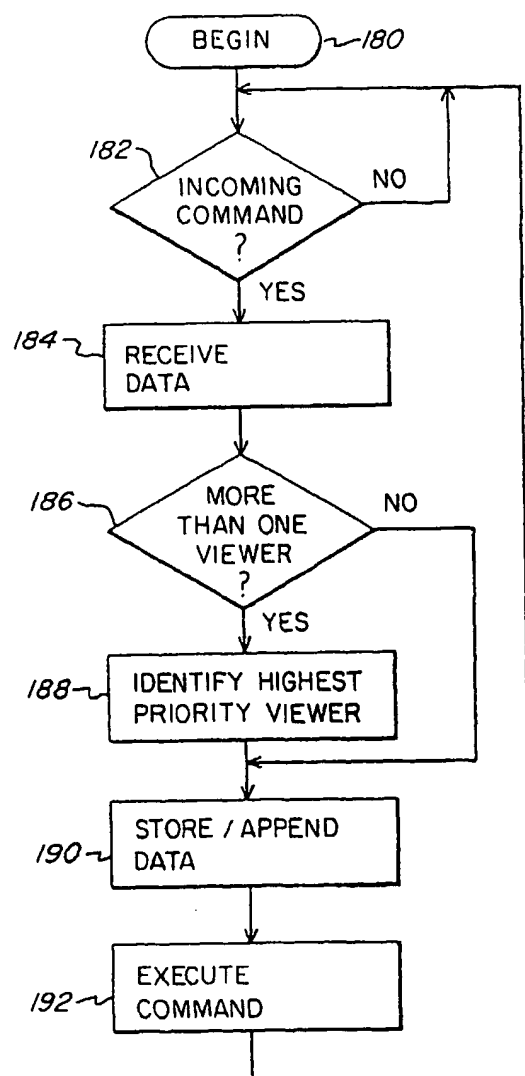 BEGIN
180
182
INCOMING
COMMAND
?
NO
YES
184
RECEIVE
DATA
186
MORE
THAN ONE
VIEWER
?
NO
YES
188
IDENTIFY HIGHEST
PRIORITY VIEWER
190
STORE / APPEND
DATA
192
EXECUTE
COMMAND